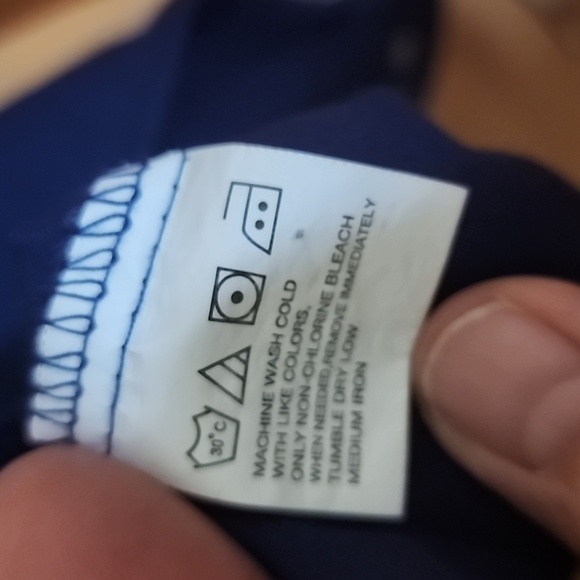 30°C
MACHINE WASH COLD
WITH LIKE COLORS,
ONLY NON-CHLORINE BLEACH
WHEN NEEDED,REMOVE IMMEDIATELY
TUMBLE DRY LOW
MEDIUM IRON